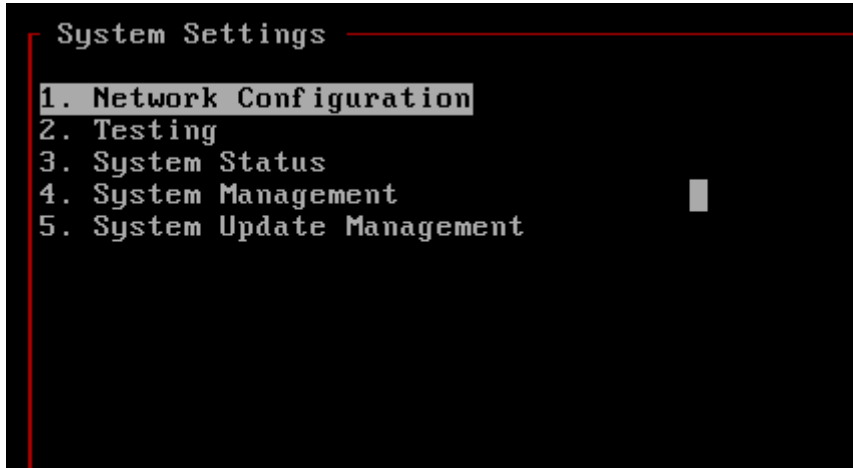 System Settings
1. Network Configuration
2. Testing
3. System Status
4. System Management
5. System Update Management